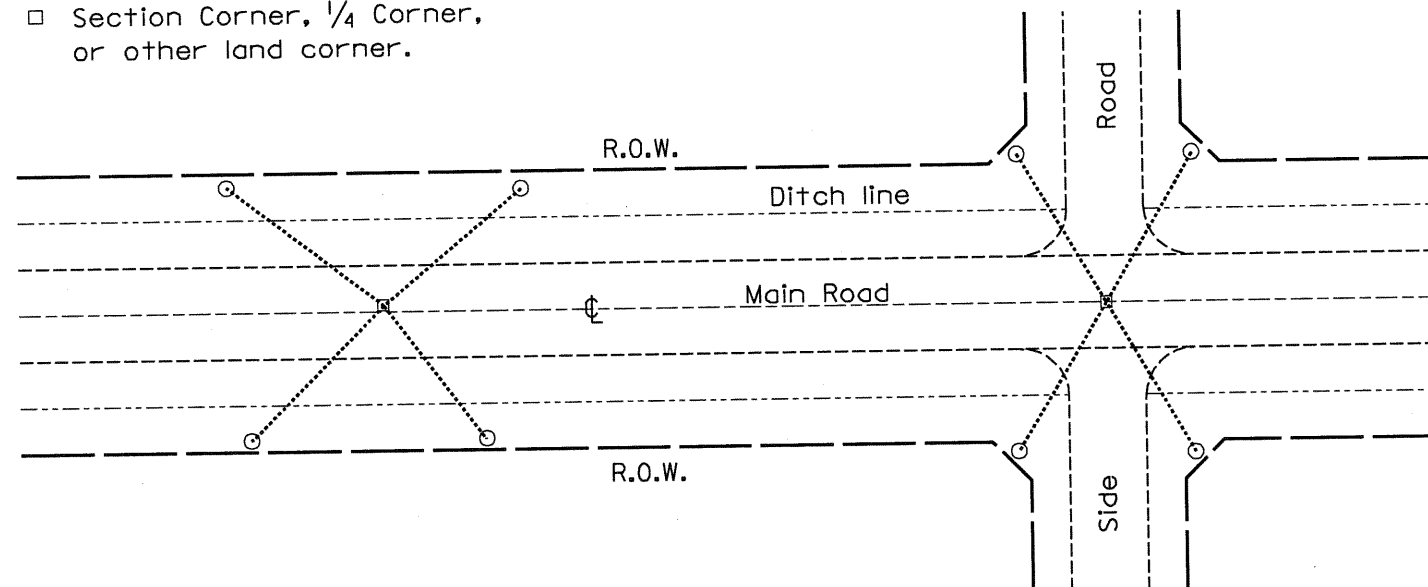 □ Section Corner, 1/4 Corner,
or other land corner.
Road
R.O.W.
Ditch line
Main Road
℄
R.O.W.
Side